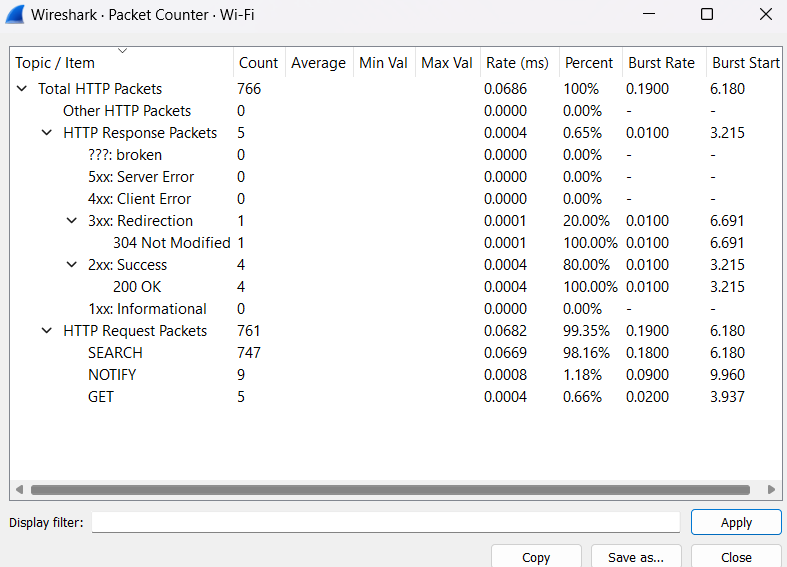 Wireshark · Packet Counter · Wi-Fi
Topic / Item Count Average Min Val Max Val Rate (ms) Percent Burst Rate Burst Start
Total HTTP Packets 766 0.0686 100% 0.1900 6.180
Other HTTP Packets 0 0.0000 0.00% - -
HTTP Response Packets 5 0.0004 0.65% 0.0100 3.215
???: broken 0 0.0000 0.00% - -
5xx: Server Error 0 0.0000 0.00% - -
4xx: Client Error 0 0.0000 0.00% - -
3xx: Redirection 1 0.0001 20.00% 0.0100 6.691
304 Not Modified 1 0.0001 100.00% 0.0100 6.691
2xx: Success 4 0.0004 80.00% 0.0100 3.215
200 OK 4 0.0004 100.00% 0.0100 3.215
1xx: Informational 0 0.0000 0.00% - -
HTTP Request Packets 761 0.0682 99.35% 0.1900 6.180
SEARCH 747 0.0669 98.16% 0.1800 6.180
NOTIFY 9 0.0008 1.18% 0.0900 9.960
GET 5 0.0004 0.66% 0.0200 3.937
Display filter: Apply
Copy Save as... Close